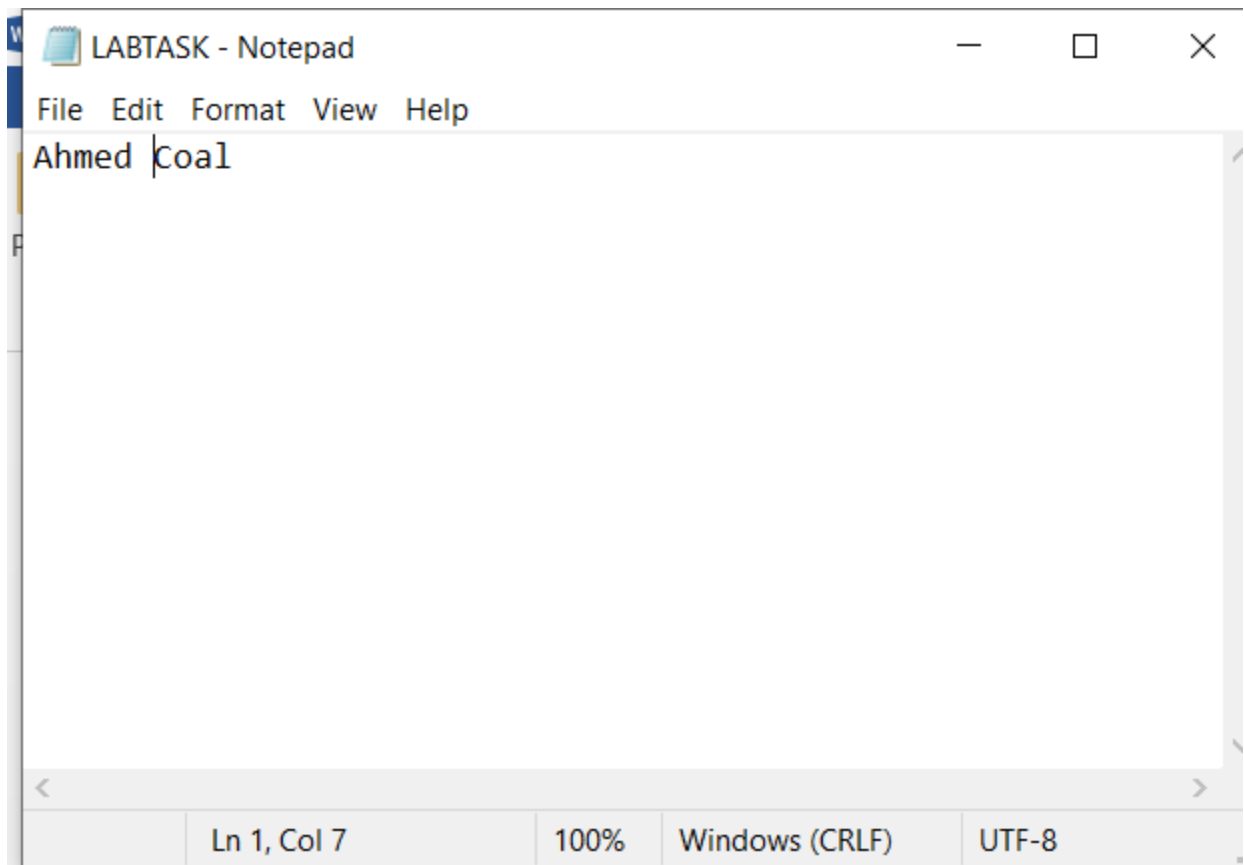 W
LABTASK - Notepad
File Edit Format View Help
Ahmed Coal
P
Ln 1, Col 7 100% Windows (CRLF) UTF-8